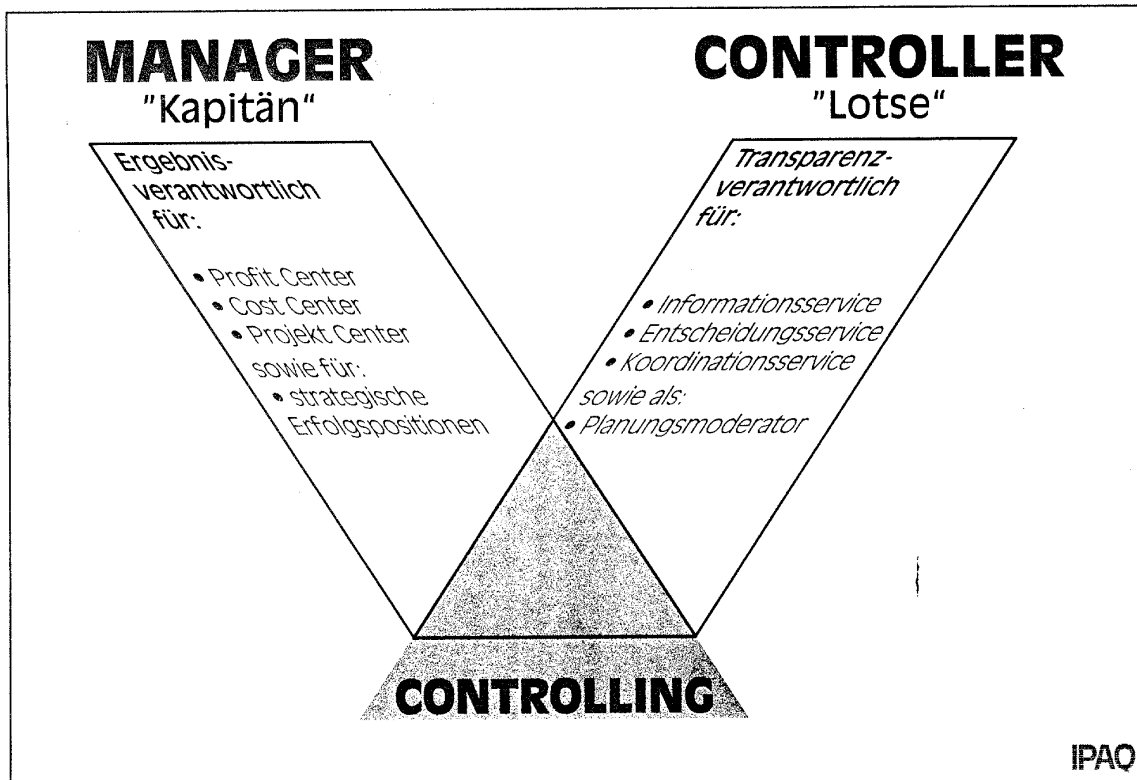 MANAGER
"Kapitän“
Ergebnis-
verantwortlich
für:
• Profit Center
• Cost Center
• Projekt Center
sowie für:
• strategische
Erfolgspositionen
CONTROLLER
"Lotse“
Transparenz-
verantwortlich
für:
• Informationsservice
• Entscheidungsservice
• Koordinationsservice
sowie als:
• Planungsmoderator
CONTROLLING
IPAQ